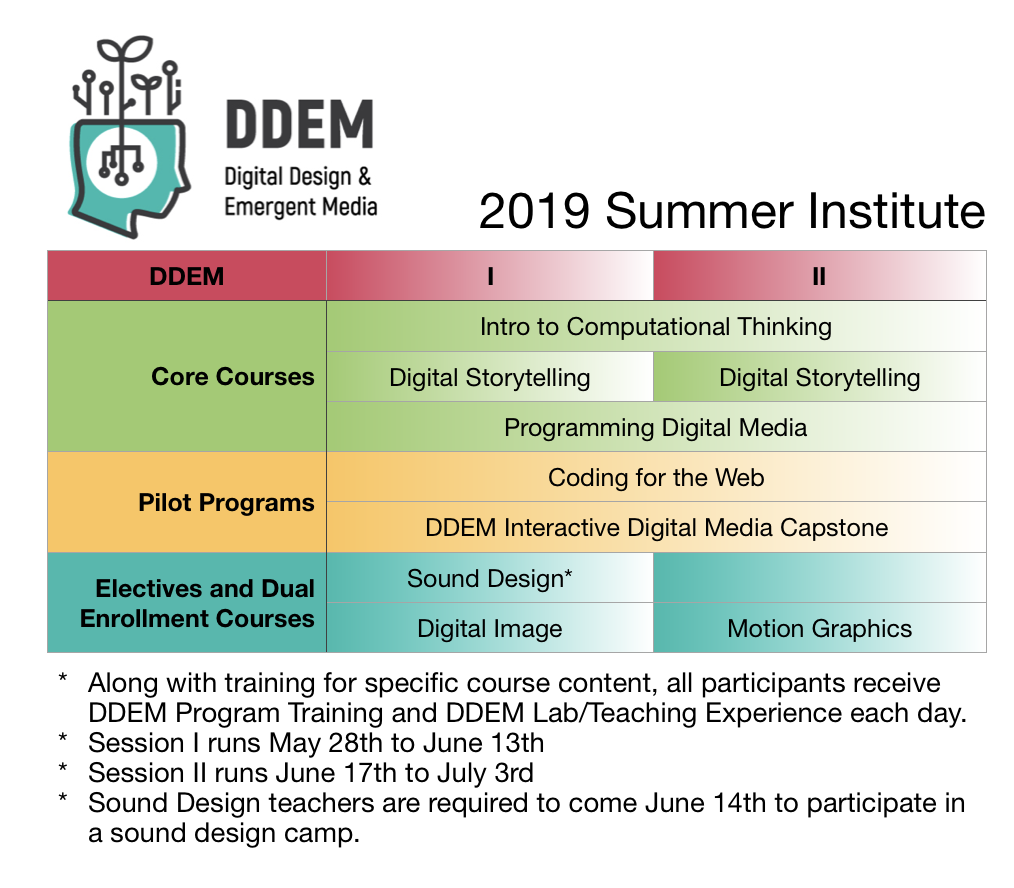 DDEM
Digital Design &
Emergent Media
2019 Summer Institute
DDEM I II
Core Courses
Intro to Computational Thinking
Digital Storytelling Digital Storytelling
Programming Digital Media
Pilot Programs
Coding for the Web
DDEM Interactive Digital Media Capstone
Electives and Dual
Enrollment Courses
Sound Design*
Digital Image Motion Graphics
* Along with training for specific course content, all participants receive
DDEM Program Training and DDEM Lab/Teaching Experience each day.
* Session I runs May 28th to June 13th
* Session II runs June 17th to July 3rd
* Sound Design teachers are required to come June 14th to participate in
a sound design camp.